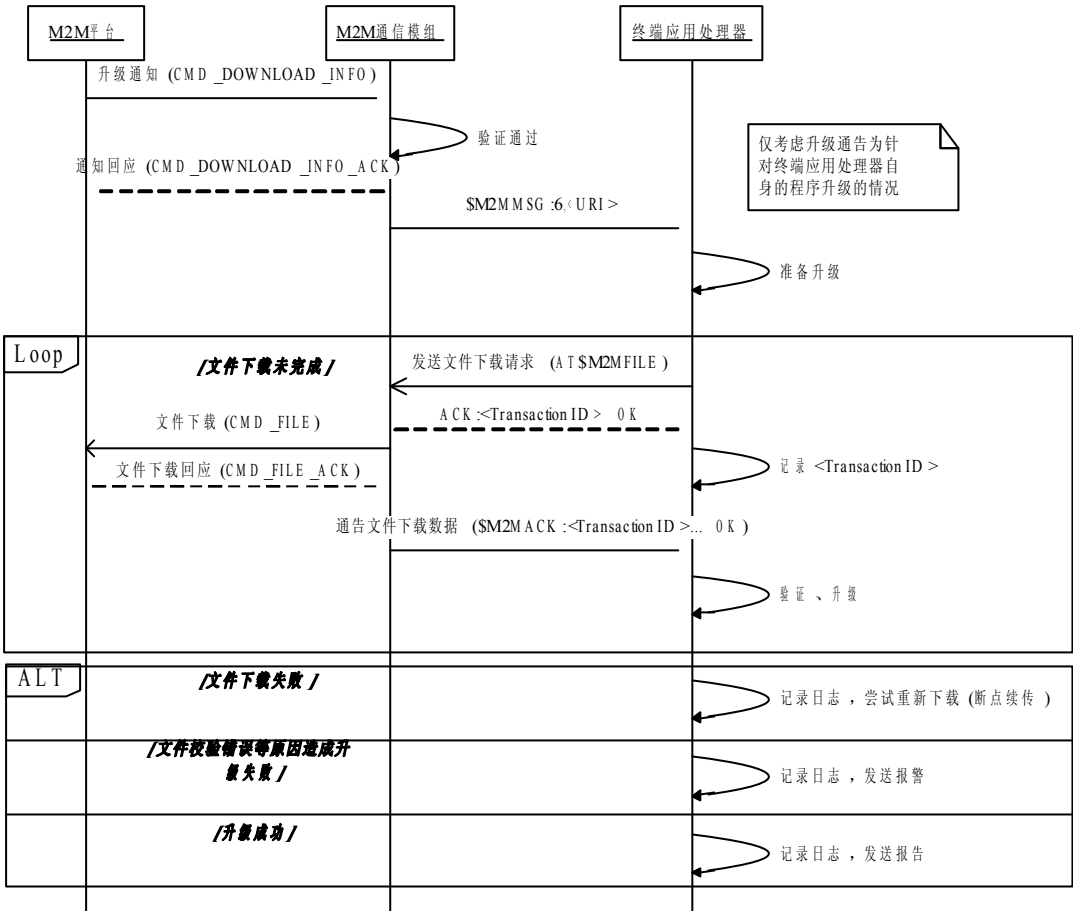 M2M平台
M2M通信模组
终端应用处理器
升级通知 (CMD_DOWNLOAD_INFO)
验证通过
仅考虑升级通告为针
对终端应用处理器自
身的程序升级的情况
通知回应 (CMD_DOWNLOAD_INFO_ACK)
$M2MMSG:6,<URI>
准备升级
Loop
[文件下载未完成]
发送文件下载请求 (AT$M2MFILE)
ACK:<Transaction ID> OK
文件下载 (CMD_FILE)
文件下载回应 (CMD_FILE_ACK)
记录 <Transaction ID>
通告文件下载数据 ($M2MACK:<Transaction ID>... OK)
验证、升级
ALT
[文件下载失败]
记录日志，尝试重新下载 (断点续传)
[文件校验错误等原因造成升
级失败]
记录日志，发送报警
[升级成功]
记录日志，发送报告